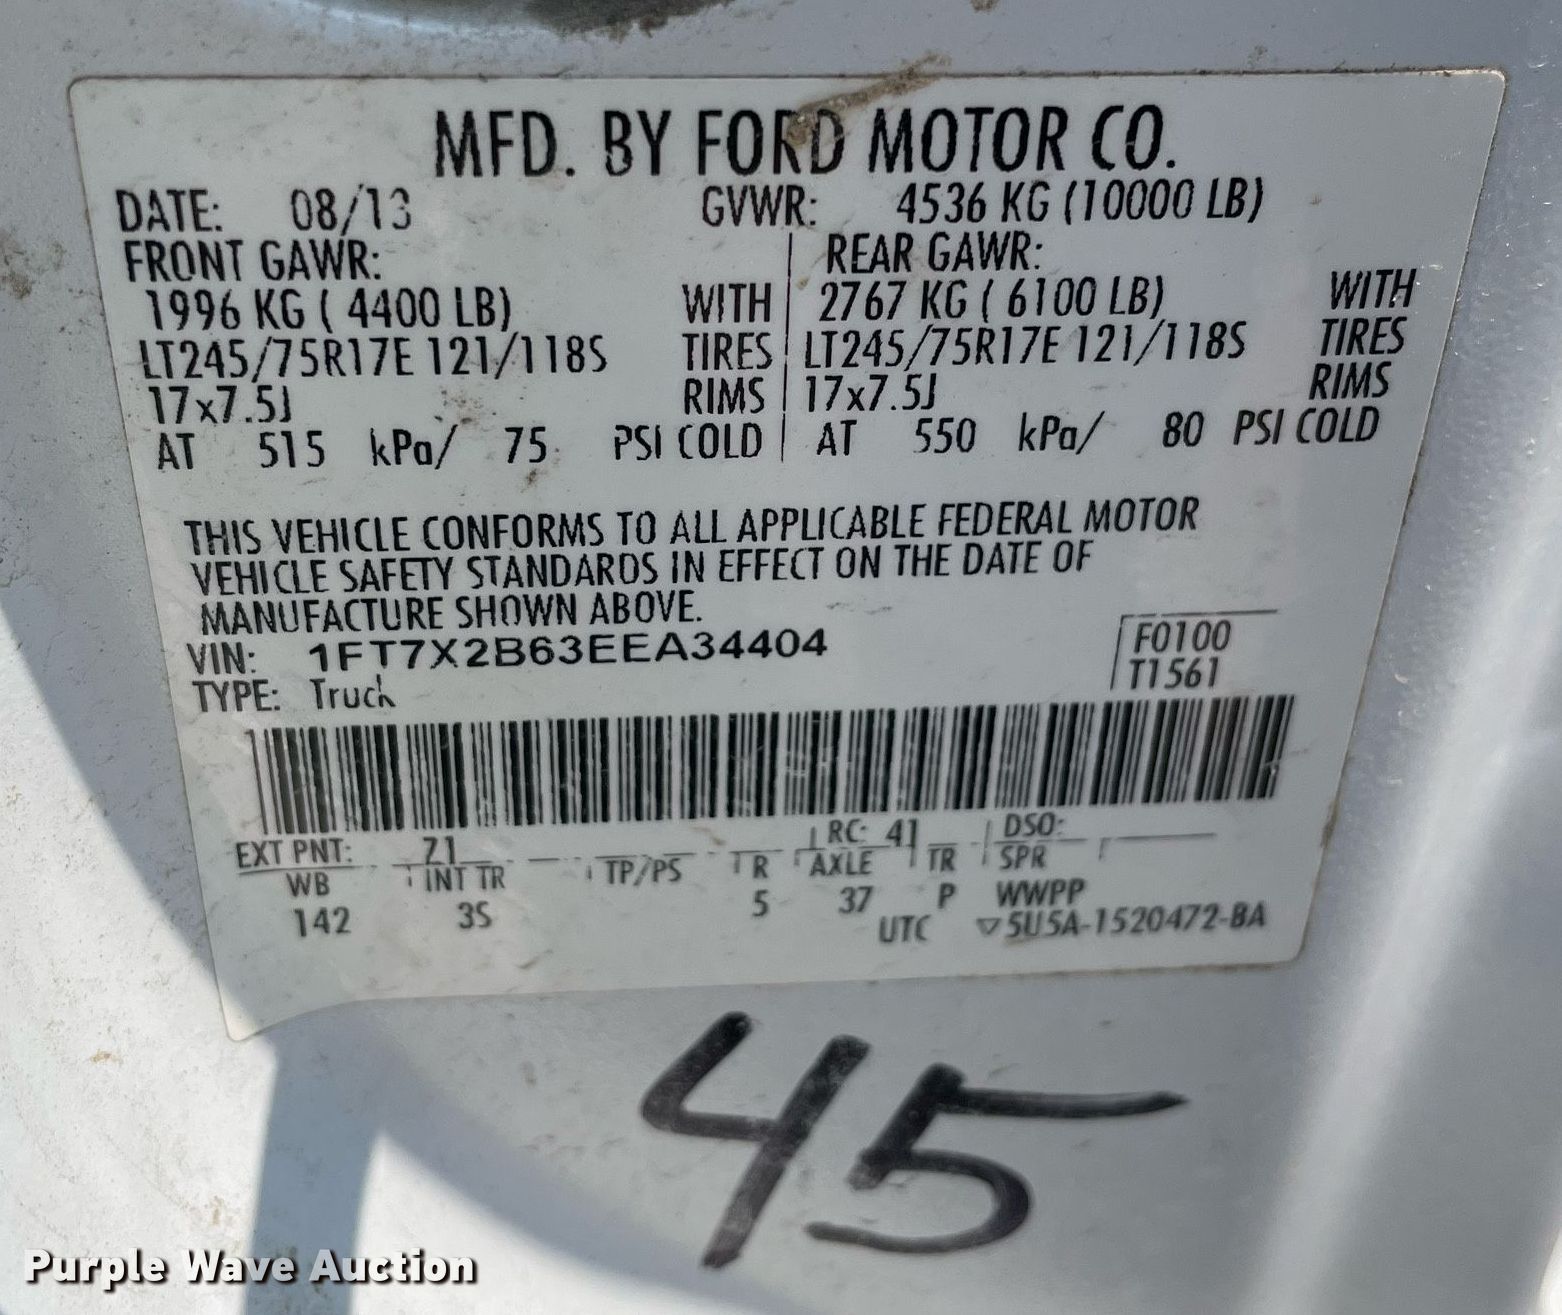 MFD. BY FORD MOTOR CO.
DATE: 08/13 GVWR: 4536 KG (10000 LB)
FRONT GAWR: REAR GAWR:
1996 KG ( 4400 LB) WITH 2767 KG ( 6100 LB) WITH
LT245/75R17E 121/118S TIRES LT245/75R17E 121/118S TIRES
17x7.5J RIMS 17x7.5J RIMS
AT 515 kPa/ 75 PSI COLD AT 550 kPa/ 80 PSI COLD
THIS VEHICLE CONFORMS TO ALL APPLICABLE FEDERAL MOTOR
VEHICLE SAFETY STANDARDS IN EFFECT ON THE DATE OF
MANUFACTURE SHOWN ABOVE.
VIN: 1FT7X2B63EEA34404 F0100
TYPE: Truck T1561
EXT PNT: Z1 RC: 41 DSO:
WB INT TR TP/PS R AXLE TR SPR
142 3S 5 37 P WWPP
UTC ▽5U5A-1520472-BA
45
Purple Wave Auction